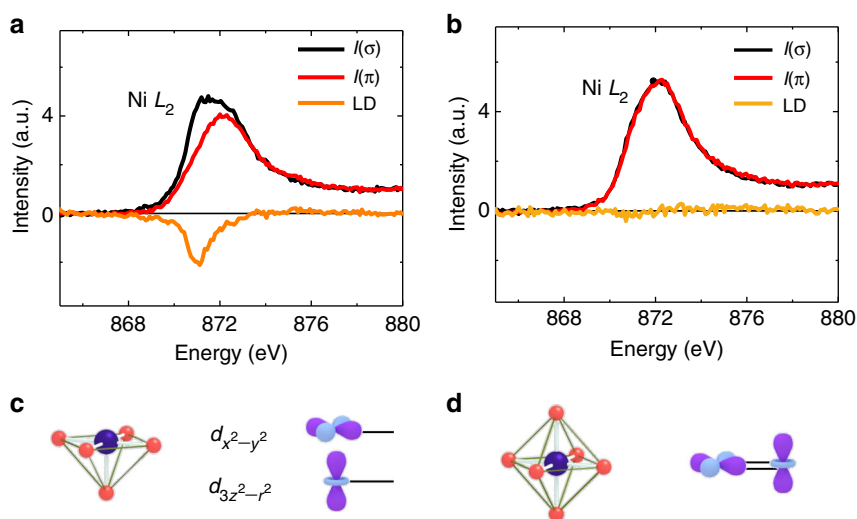 a
b
Intensity (a.u.)
4
0
Ni L₂
I(σ)
I(π)
LD
868
872
876
880
Energy (eV)
Intensity (a.u.)
4
0
Ni L₂
I(σ)
I(π)
LD
868
872
876
880
Energy (eV)
c
d
dₓ²₋y²
d₃z²₋r²